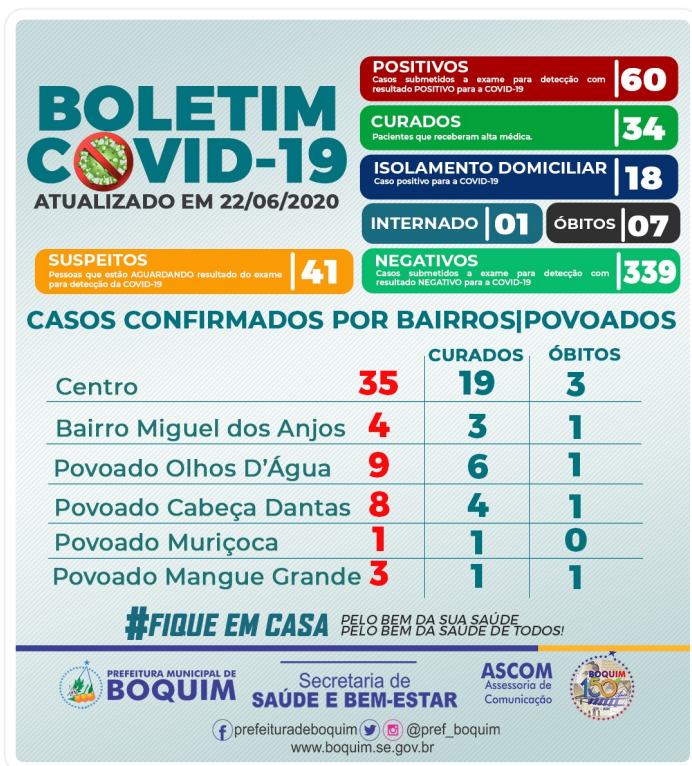 BOLETIM
COVID-19
ATUALIZADO EM 22/06/2020
POSITIVOS
Casos submetidos a exame para detecção com
resultado POSITIVO para a COVID-19
60
CURADOS
Pacientes que receberam alta médica.
34
ISOLAMENTO DOMICILIAR
Caso positivo para a COVID-19
18
INTERNADO 01
ÓBITOS 07
SUSPEITOS
Pessoas que estão AGUARDANDO resultado do exame
para detecção da COVID-19
41
NEGATIVOS
Casos submetidos a exame para detecção com
resultado NEGATIVO para a COVID-19
339
CASOS CONFIRMADOS POR BAIRROS|POVOADOS
CURADOS ÓBITOS
Centro 35 19 3
Bairro Miguel dos Anjos 4 3 1
Povoado Olhos D'Água 9 6 1
Povoado Cabeça Dantas 8 4 1
Povoado Muriçoca 1 1 0
Povoado Mangue Grande 3 1 1
#FIQUE EM CASA
PELO BEM DA SUA SAÚDE
PELO BEM DA SAÚDE DE TODOS!
PREFEITURA MUNICIPAL DE
BOQUIM
Secretaria de
SAÚDE E BEM-ESTAR
ASCOM
Assessoria de
Comunicação
BOQUIM
150
prefeituradeboquim @pref_boquim
www.boquim.se.gov.br